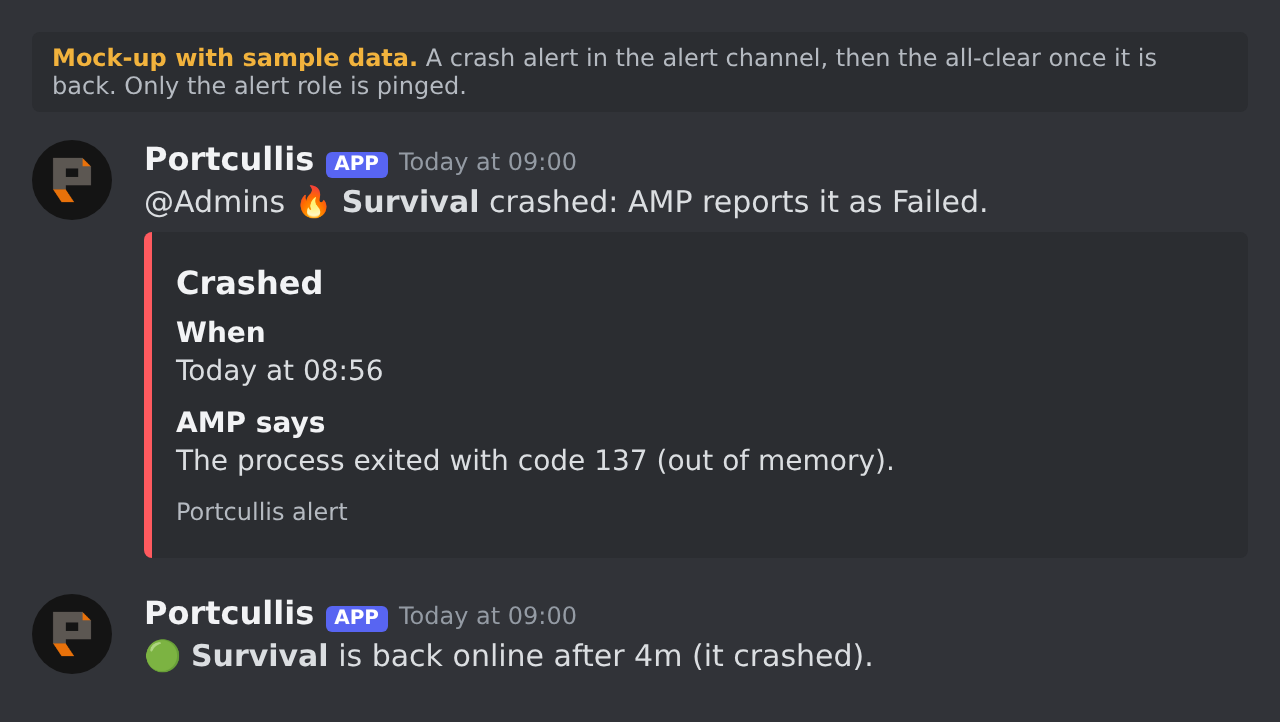 Mock-up with sample data. A crash alert in the alert channel, then the all-clear once it is
back. Only the alert role is pinged.
Portcullis APP Today at 09:00
@Admins 🔥 Survival crashed: AMP reports it as Failed.
Crashed
When
Today at 08:56
AMP says
The process exited with code 137 (out of memory).
Portcullis alert
Portcullis APP Today at 09:00
🟢 Survival is back online after 4m (it crashed).